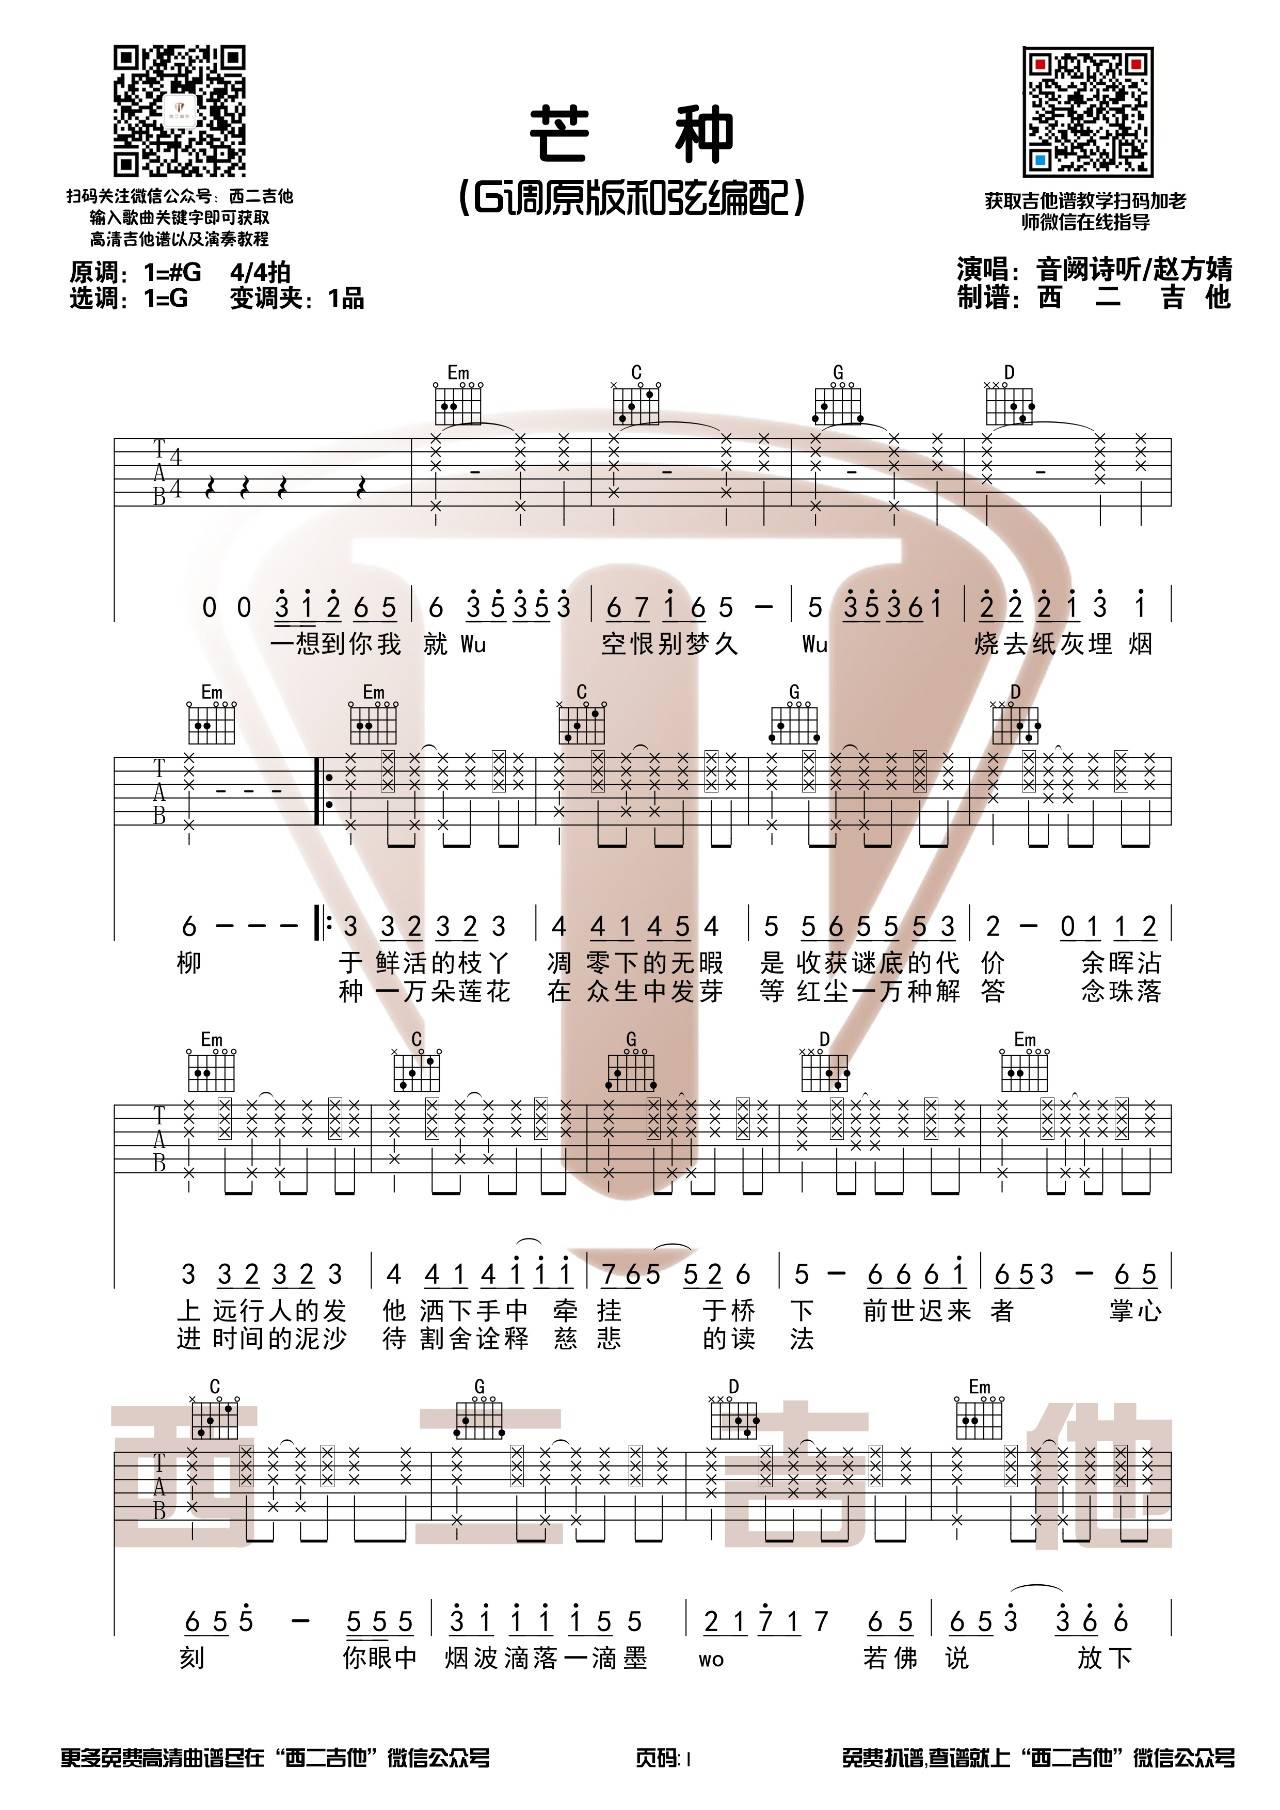 芒 种
(G调原版和弦编配)
扫码关注微信公众号：西二吉他
输入歌曲关键字即可获取
高清吉他谱以及演奏教程
获取吉他谱教学扫码加老
师微信在线指导
原调：1=#G 4/4拍
选调：1=G 变调夹：1品
演唱：音阙诗听/赵方婧
制谱：西 二 吉 他
Em C G D
T A B 4 4
0 0 3 1 2 6 5 6 3 5 3 5 3 6 7 1 6 5 － 5 3 5 3 6 1 2 2 2 1 3 1
一想到你我 就 Wu 空恨别梦久 Wu 烧去纸灰埋 烟
Em Em C G D
T A B
6 － － － 3 3 2 3 2 3 4 4 1 4 5 4 5 5 6 5 5 5 3 2 － 0 1 1 2
柳 于 鲜活的枝丫 凋 零下的无暇 是 收获谜底的代 价 余晖沾
种 一万朵莲花 在 众生中发芽 等 红尘一万种解 答 念珠落
Em C G D Em
T A B
3 3 2 3 2 3 4 4 1 4 1 1 1 7 6 5 5 2 6 5 － 6 6 6 1 6 5 3 － 6 5
上 远行人的发 他 洒下手中 牵 挂 于桥 下 前世迟来 者 掌心
进 时间的泥沙 待 割舍诠释 慈 悲 的读 法
C G D Em
T A B
6 5 5 － 5 5 5 3 1 1 1 1 5 5 2 1 7 1 7 6 5 6 5 3 3 6 6
刻 你眼中 烟波滴落一滴墨 wo 若佛 说 放下
西 二 吉 他
更多免费高清曲谱尽在“西二吉他”微信公众号 页码:1 免费扒谱,查谱就上“西二吉他”微信公众号